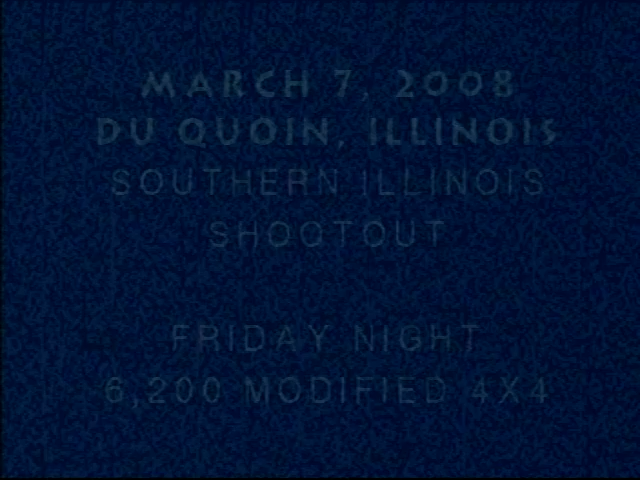 MARCH 7, 2008
DU QUOIN, ILLINOIS
SOUTHERN ILLINOIS
SHOOTOUT
FRIDAY NIGHT
6,200 MODIFIED 4X4